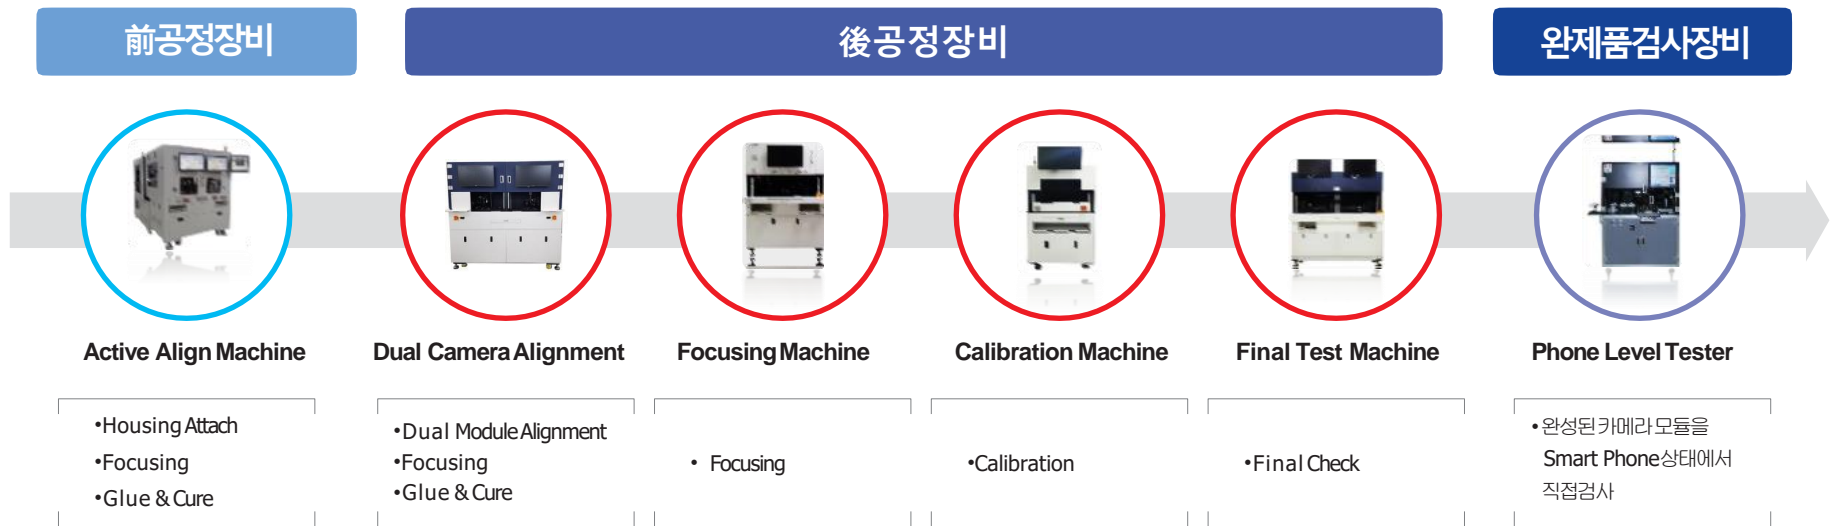 前공정장비
後공정장비
완제품검사장비
Active Align Machine
Dual Camera Alignment
Focusing Machine
Calibration Machine
Final Test Machine
Phone Level Tester
•Housing Attach
•Focusing
•Glue & Cure
•Dual Module Alignment
•Focusing
•Glue & Cure
• Focusing
•Calibration
•Final Check
• 완성된 카메라 모듈을
Smart Phone상태에서
직접검사